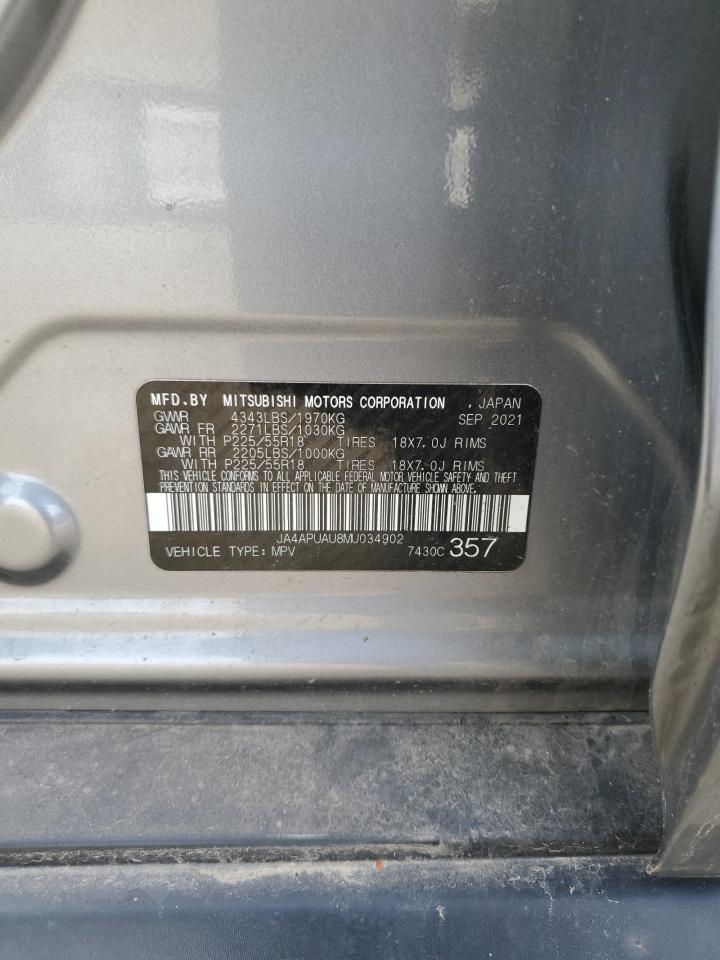 MFD.BY MITSUBISHI MOTORS CORPORATION , JAPAN
GVWR 4343LBS/1970KG SEP 2021
GAWR FR 2271LBS/1030KG
WITH P225/55R18 TIRES 18X7.0J RIMS
GAWR RR 2205LBS/1000KG
WITH P225/55R18 TIRES 18X7.0J RIMS
THIS VEHICLE CONFORMS TO ALL APPLICABLE FEDERAL MOTOR VEHICLE SAFETY AND THEFT
PREVENTION STANDARDS IN EFFECT ON THE DATE OF MANUFACTURE SHOWN ABOVE.
JA4APUAU8MU034902
VEHICLE TYPE:MPV 7430C 357